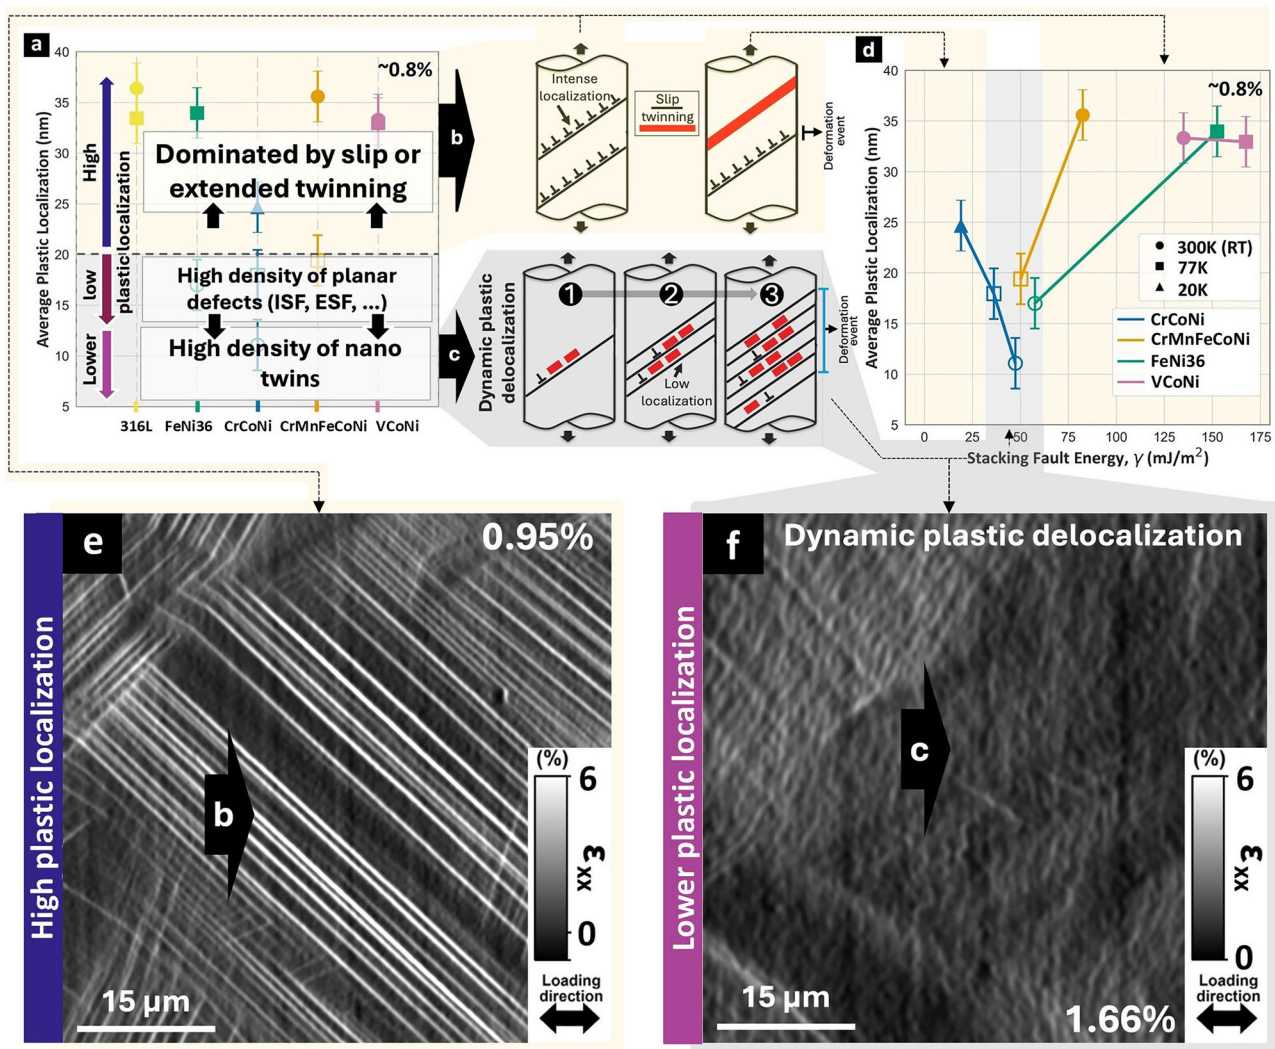 a
Average Plastic Localization (nm)
40
35
30
25
20
15
10
5
~0.8%
High
low
Lower
plastic localization
Dominated by slip or
extended twinning
High density of planar
defects (ISF, ESF, ...)
High density of nano
twins
316L
FeNi36
CrCoNi
CrMnFeCoNi
VCoNi
b
Intense
localization
Slip
twinning
Deformation
event
c
Dynamic plastic
delocalization
1
2
3
Low
localization
Deformation
event
d
Average Plastic Localization (nm)
40
35
30
25
20
15
10
5
~0.8%
300K (RT)
77K
20K
CrCoNi
CrMnFeCoNi
FeNi36
VCoNi
0
25
50
75
100
125
150
175
Stacking Fault Energy, γ (mJ/m²)
High plastic localization
e
0.95%
b
(%)
6
εxx
0
Loading
direction
15 µm
Lower plastic localization
f
Dynamic plastic delocalization
c
(%)
6
εxx
0
Loading
direction
15 µm
1.66%